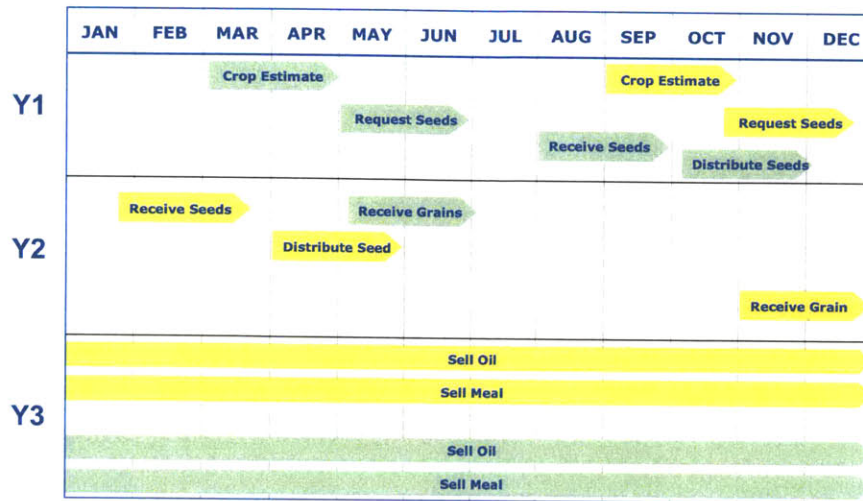 JAN FEB MAR APR MAY JUN JUL AUG SEP OCT NOV DEC
Y1
Crop Estimate
Crop Estimate
Request Seeds
Request Seeds
Receive Seeds
Distribute Seeds
Y2
Receive Seeds
Receive Grains
Distribute Seed
Receive Grain
Y3
Sell Oil
Sell Meal
Sell Oil
Sell Meal